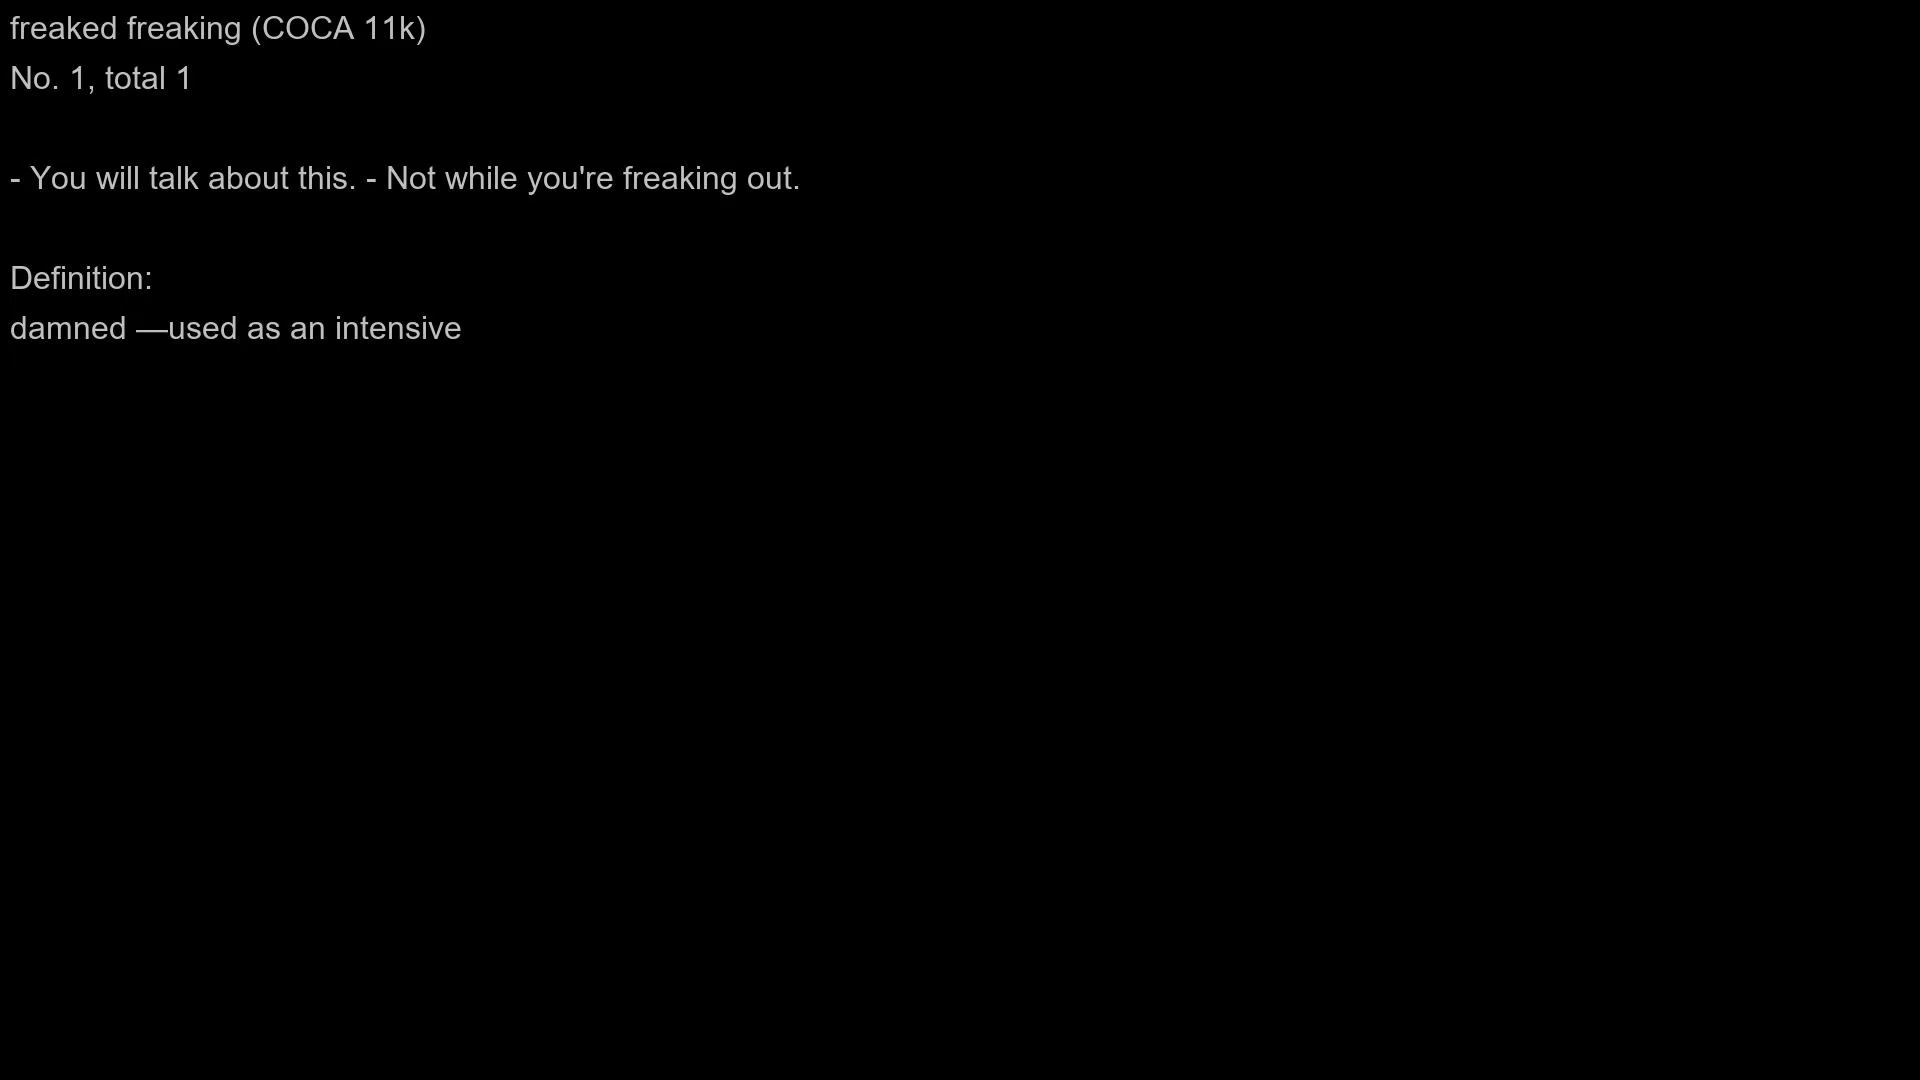 freaked freaking (COCA 11k)
No. 1, total 1
- You will talk about this. - Not while you're freaking out.
Definition:
damned —used as an intensive